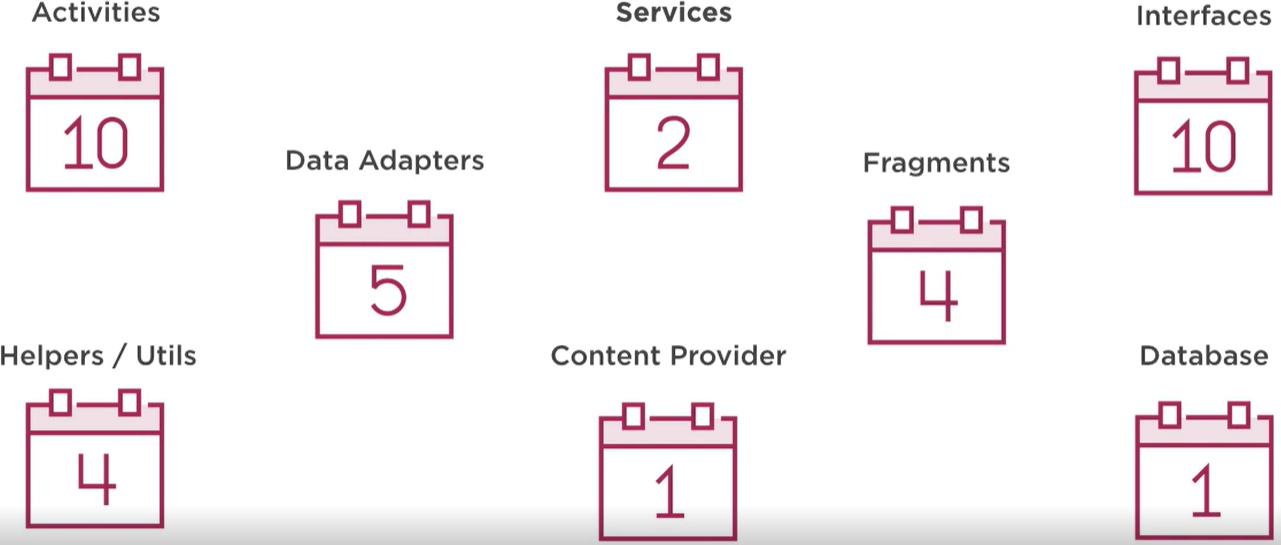 Activities
10
Services
2
Interfaces
10
Data Adapters
5
Fragments
4
Helpers / Utils
4
Content Provider
1
Database
1